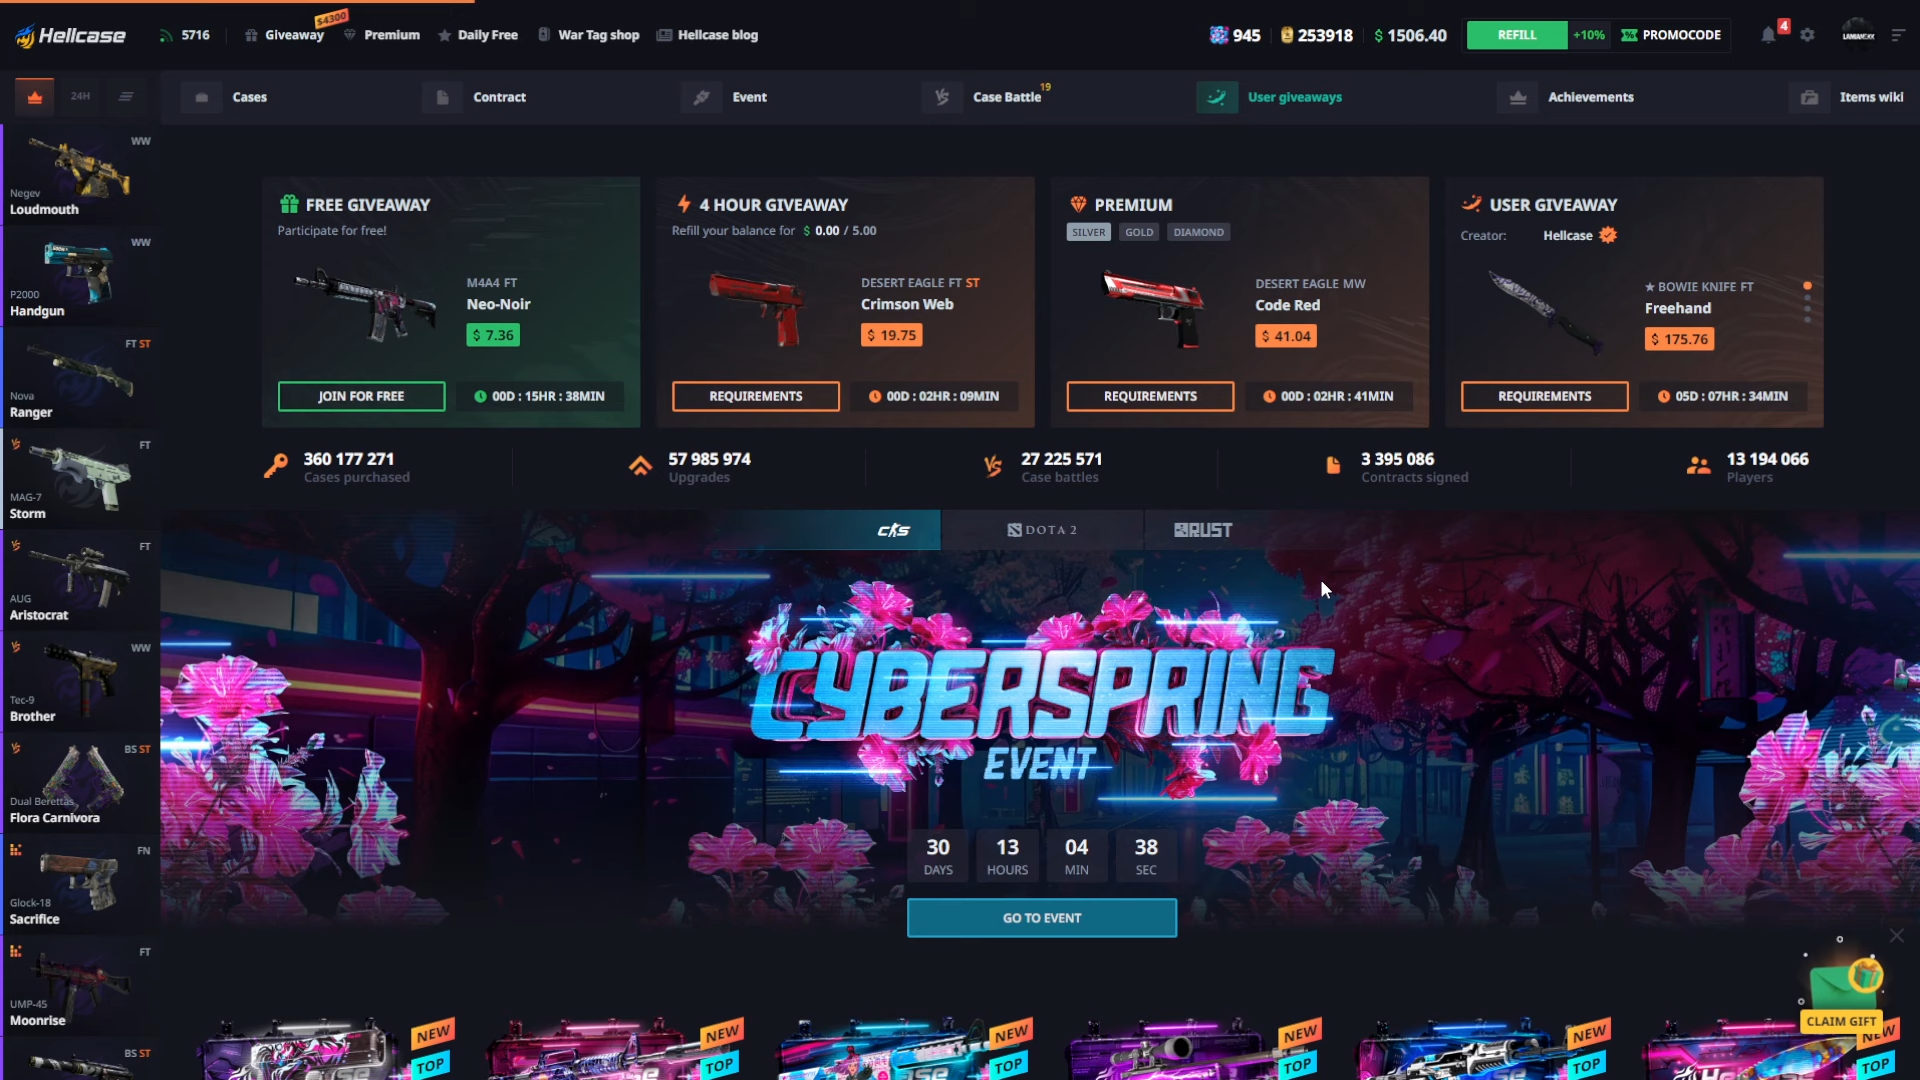 Hellcase
5716
Giveaway
$4300
Premium
Daily Free
War Tag shop
Hellcase blog
945
253918
$ 1506.40
REFILL
+10%
PROMOCODE
4
24H
Cases
Contract
Event
Case Battle
19
User giveaways
Achievements
Items wiki
WW
Negev
Loudmouth
WW
P2000
Handgun
FT ST
Nova
Ranger
FT
MAG-7
Storm
FT
AUG
Aristocrat
WW
Tec-9
Brother
BS ST
Dual Berettas
Flora Carnivora
FN
Glock-18
Sacrifice
FT
UMP-45
Moonrise
BS ST
FREE GIVEAWAY
Participate for free!
M4A4 FT
Neo-Noir
$ 7.36
JOIN FOR FREE
00D : 15HR : 38MIN
4 HOUR GIVEAWAY
Refill your balance for $ 0.00 / 5.00
DESERT EAGLE FT ST
Crimson Web
$ 19.75
REQUIREMENTS
00D : 02HR : 09MIN
PREMIUM
SILVER
GOLD
DIAMOND
DESERT EAGLE MW
Code Red
$ 41.04
REQUIREMENTS
00D : 02HR : 41MIN
USER GIVEAWAY
Creator: Hellcase
★ BOWIE KNIFE FT
Freehand
$ 175.76
REQUIREMENTS
05D : 07HR : 34MIN
360 177 271
Cases purchased
57 985 974
Upgrades
VS
27 225 571
Case battles
3 395 086
Contracts signed
13 194 066
Players
DOTA 2
RUST
CYBERSPRING
EVENT
30
DAYS
13
HOURS
04
MIN
38
SEC
GO TO EVENT
CLAIM GIFT
NEW
TOP
NEW
TOP
NEW
TOP
NEW
TOP
NEW
TOP
NEW
TOP